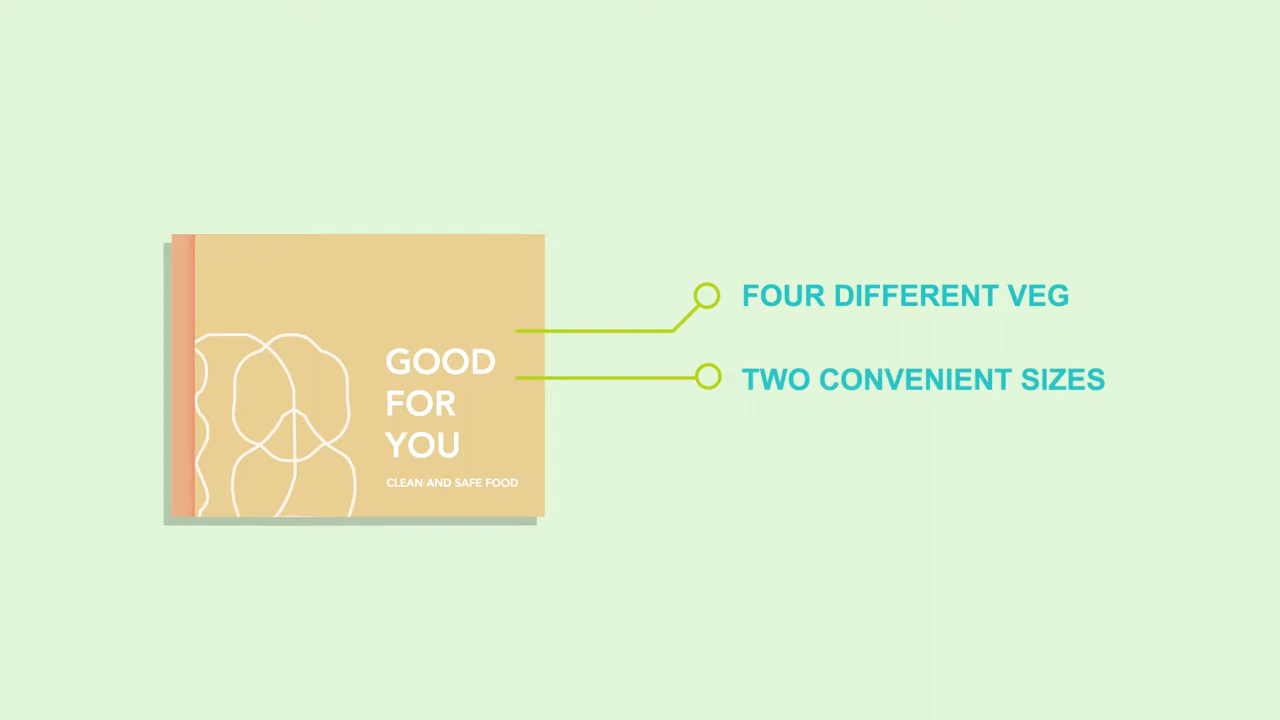 GOOD
FOR
YOU
CLEAN AND SAFE FOOD
FOUR DIFFERENT VEG
TWO CONVENIENT SIZES